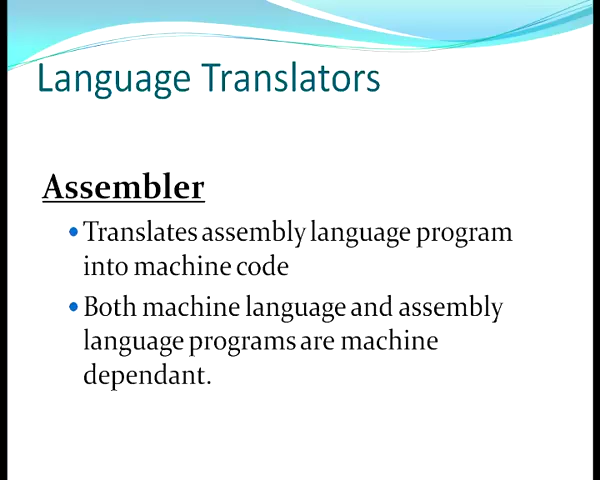 Language Translators
Assembler
• Translates assembly language program
into machine code
• Both machine language and assembly
language programs are machine
dependant.